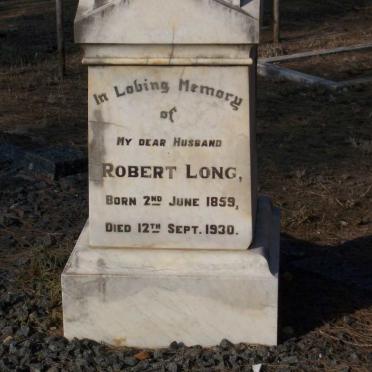 In Loving Memory
of
MY DEAR HUSBAND
ROBERT LONG,
BORN 2ND JUNE 1859,
DIED 12TH SEPT. 1930.